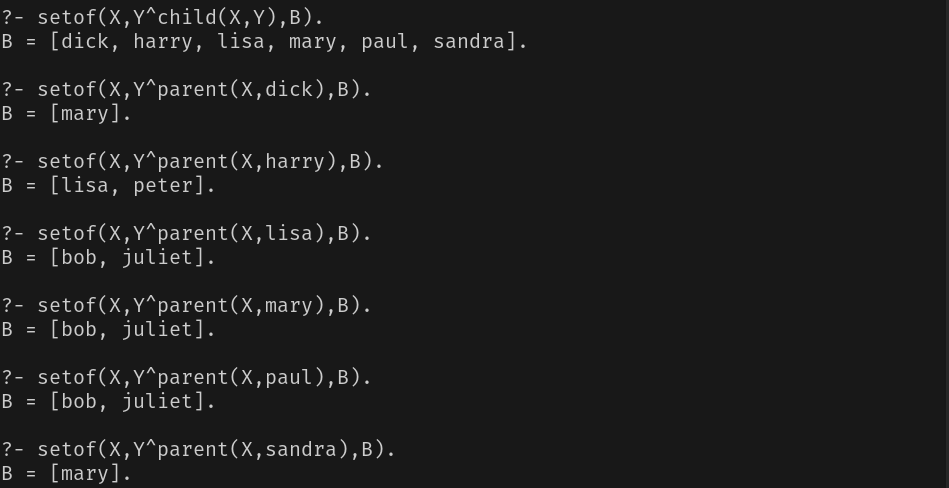 ?- setof(X,Y^child(X,Y),B).
B = [dick, harry, lisa, mary, paul, sandra].
?- setof(X,Y^parent(X,dick),B).
B = [mary].
?- setof(X,Y^parent(X,harry),B).
B = [lisa, peter].
?- setof(X,Y^parent(X,lisa),B).
B = [bob, juliet].
?- setof(X,Y^parent(X,mary),B).
B = [bob, juliet].
?- setof(X,Y^parent(X,paul),B).
B = [bob, juliet].
?- setof(X,Y^parent(X,sandra),B).
B = [mary].